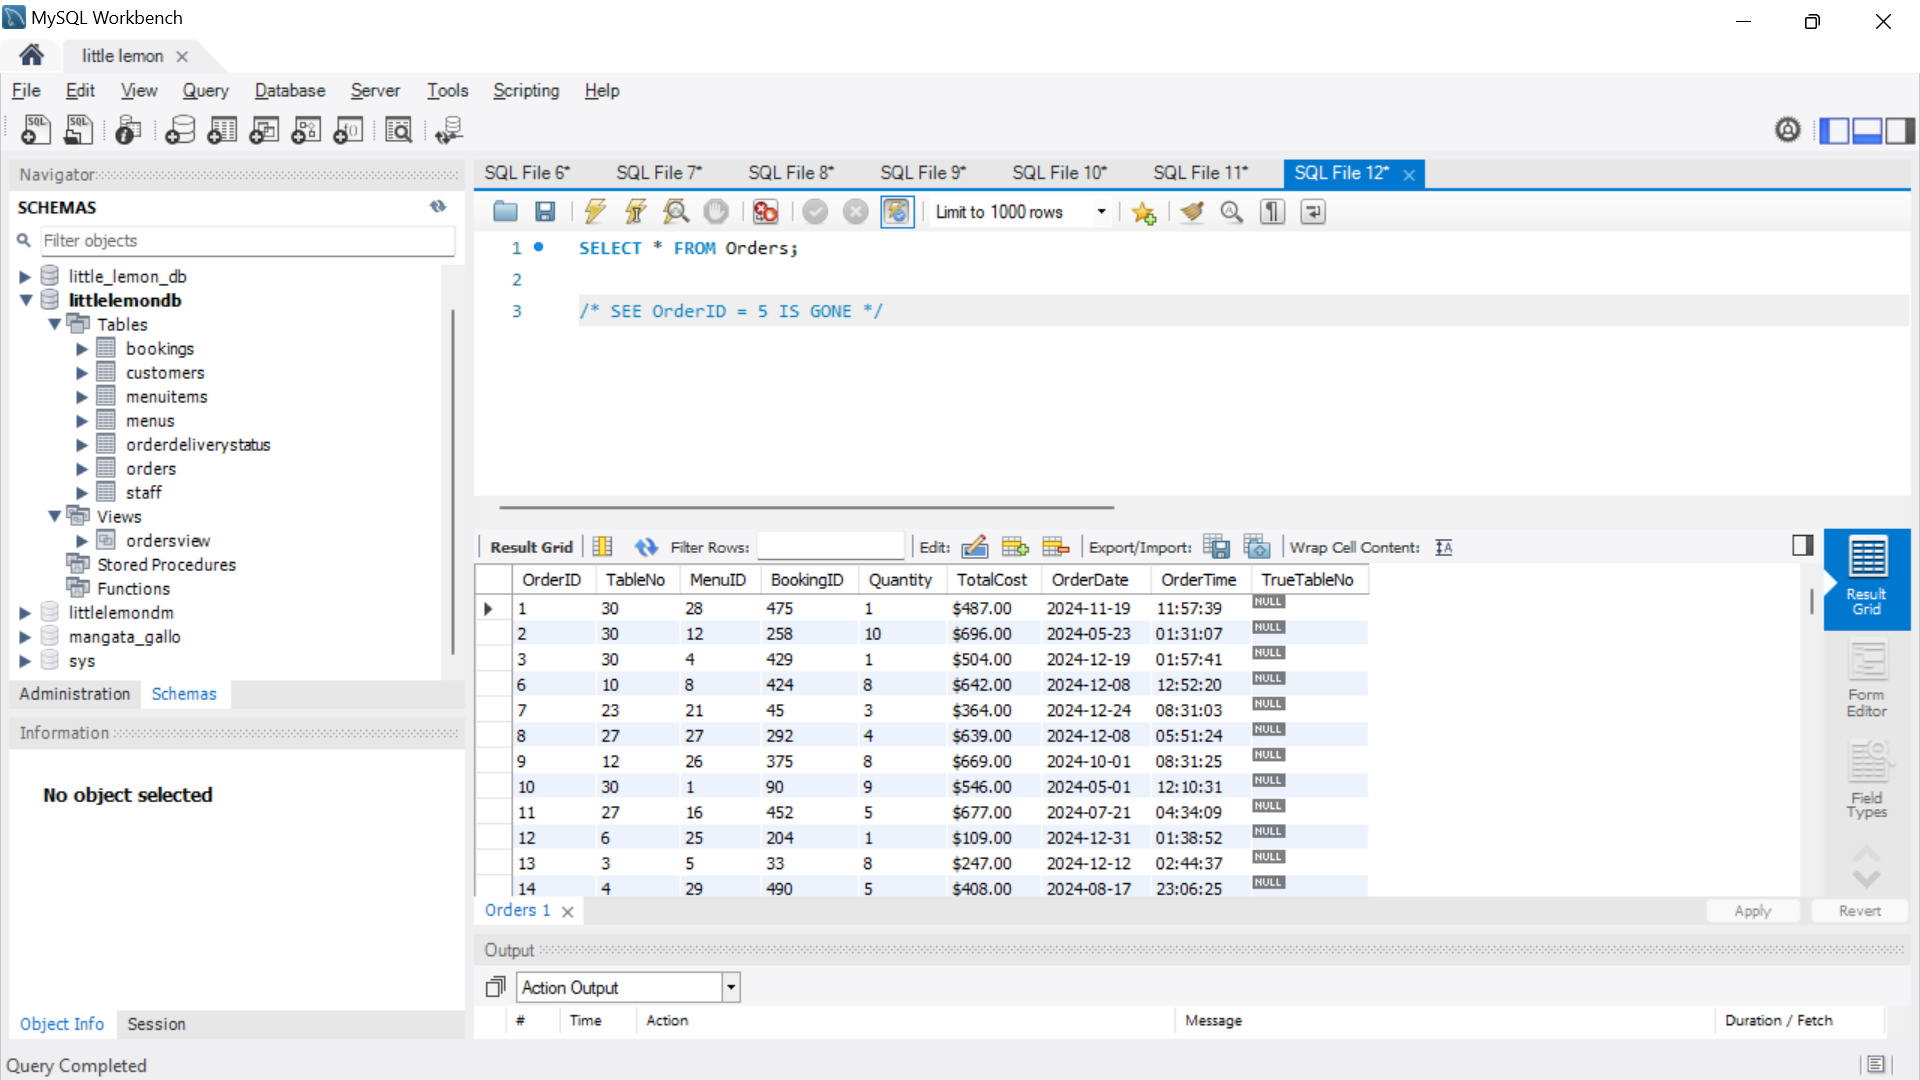 MySQL Workbench
little lemon
File Edit View Query Database Server Tools Scripting Help
Navigator
SCHEMAS
Filter objects
little_lemon_db
littlelemondb
Tables
bookings
customers
menuitems
menus
orderdeliverystatus
orders
staff
Views
ordersview
Stored Procedures
Functions
littlelemondm
mangata_gallo
sys
Administration Schemas
Information
No object selected
Object Info Session
SQL File 6* SQL File 7* SQL File 8* SQL File 9* SQL File 10* SQL File 11* SQL File 12*
Limit to 1000 rows
1 SELECT * FROM Orders;
2
3 /* SEE OrderID = 5 IS GONE */
Result Grid Filter Rows: Edit: Export/Import: Wrap Cell Content:
OrderID TableNo MenuID BookingID Quantity TotalCost OrderDate OrderTime TrueTableNo
1 30 28 475 1 $487.00 2024-11-19 11:57:39 NULL
2 30 12 258 10 $696.00 2024-05-23 01:31:07 NULL
3 30 4 429 1 $504.00 2024-12-19 01:57:41 NULL
6 10 8 424 8 $642.00 2024-12-08 12:52:20 NULL
7 23 21 45 3 $364.00 2024-12-24 08:31:03 NULL
8 27 27 292 4 $639.00 2024-12-08 05:51:24 NULL
9 12 26 375 8 $669.00 2024-10-01 08:31:25 NULL
10 30 1 90 9 $546.00 2024-05-01 12:10:31 NULL
11 27 16 452 5 $677.00 2024-07-21 04:34:09 NULL
12 6 25 204 1 $109.00 2024-12-31 01:38:52 NULL
13 3 5 33 8 $247.00 2024-12-12 02:44:37 NULL
14 4 29 490 5 $408.00 2024-08-17 23:06:25 NULL
Result
Grid
Form
Editor
Field
Types
Orders 1
Apply Revert
Output
Action Output
# Time Action Message Duration / Fetch
Query Completed